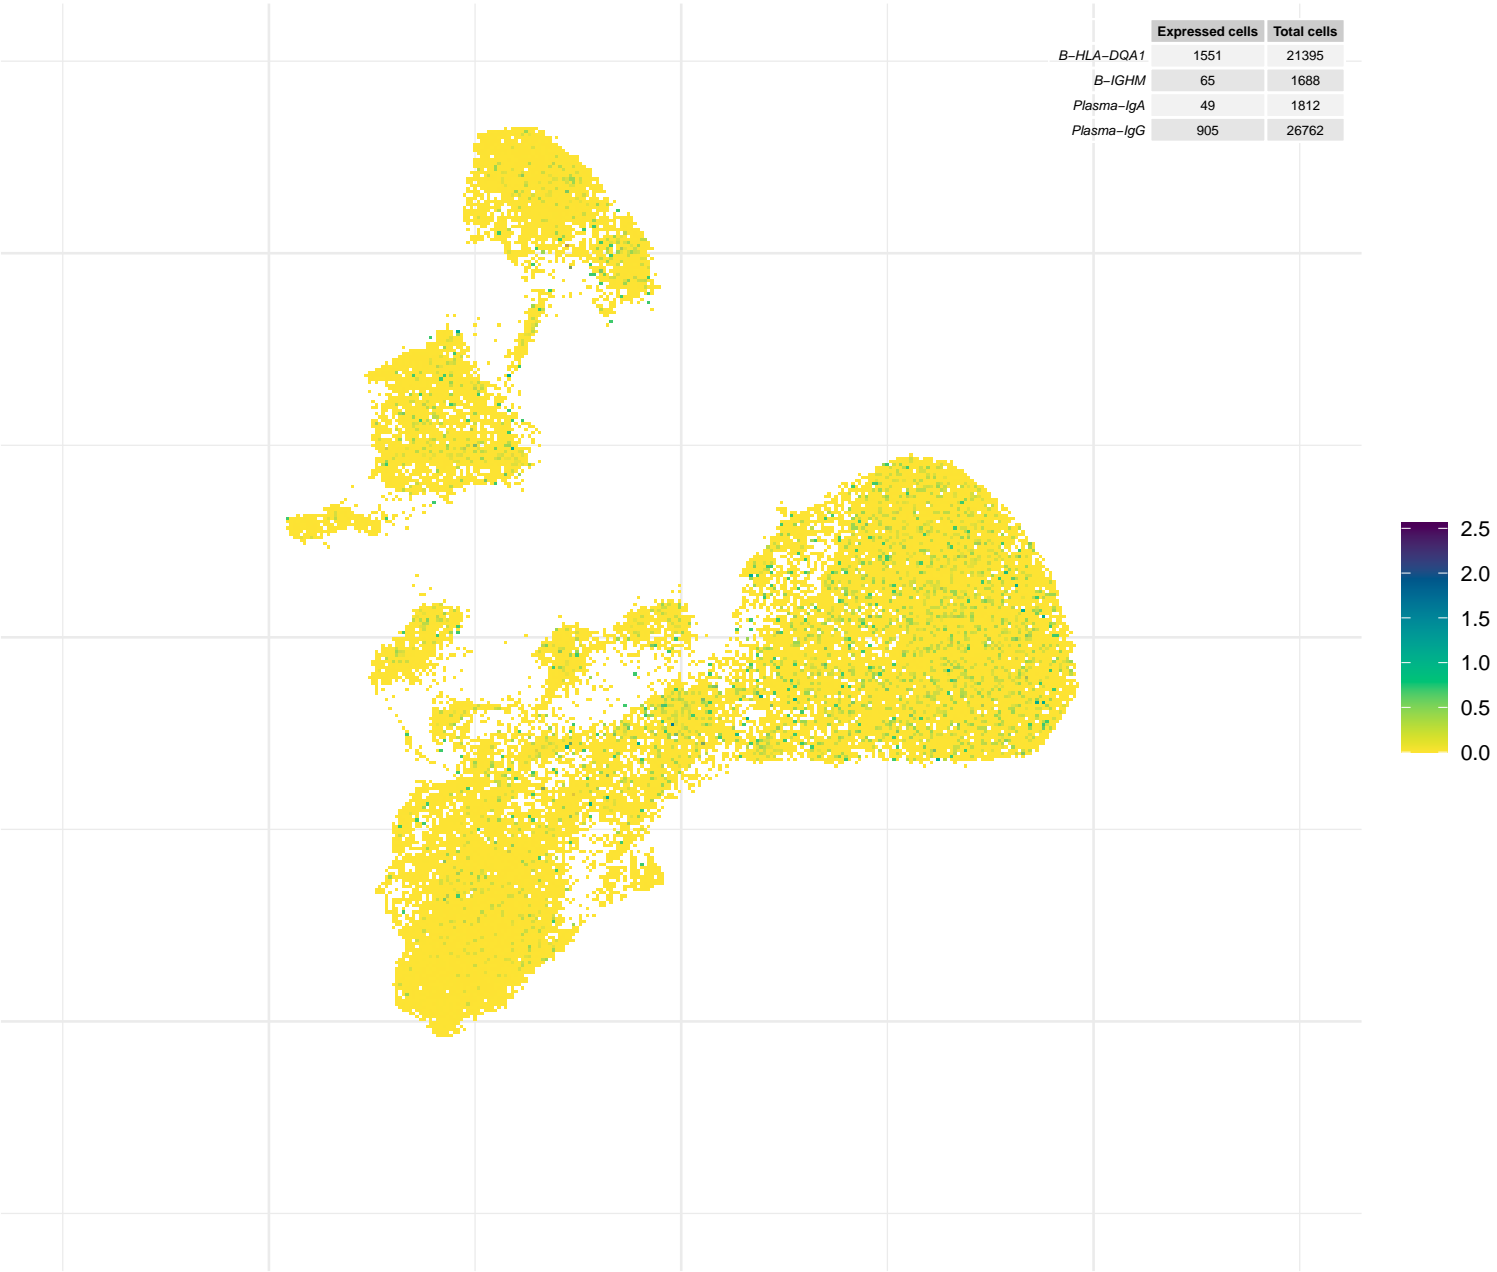 Expressed cells Total cells
B−HLA−DQA1 1551 21395
B−IGHM 65 1688
Plasma−IgA 49 1812
Plasma−IgG 905 26762
2.5
2.0
1.5
1.0
0.5
0.0